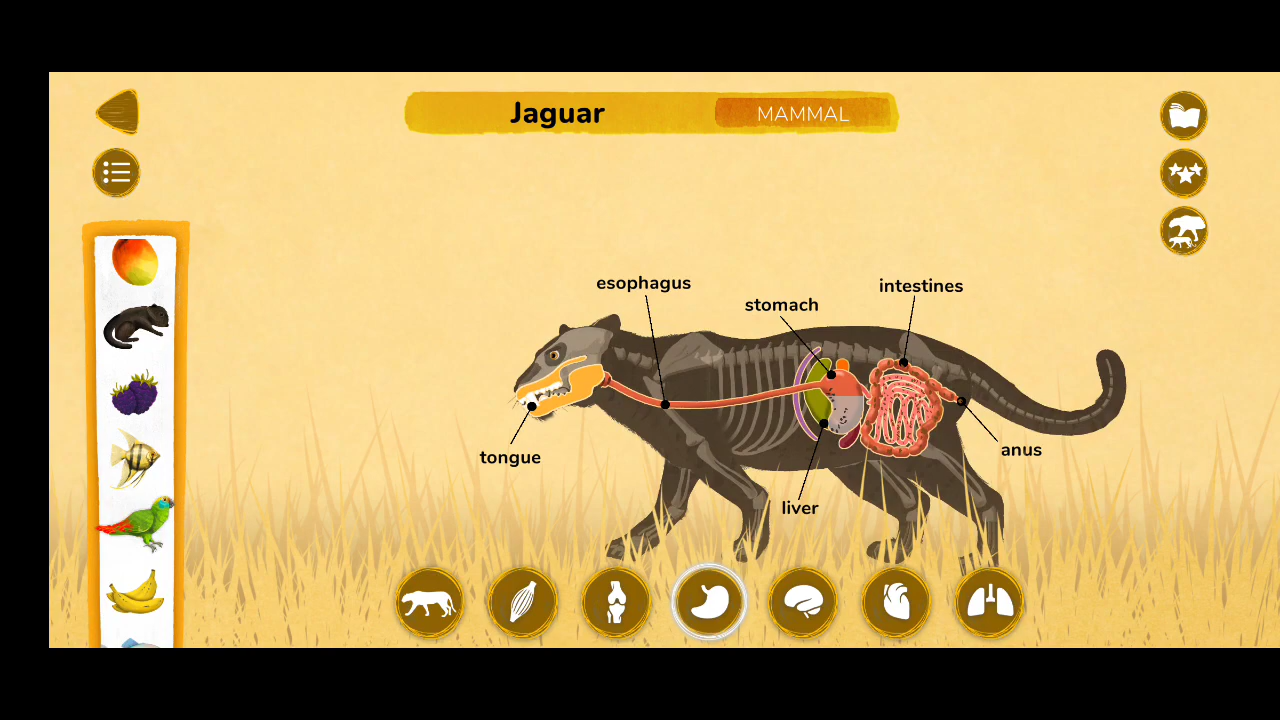 Jaguar
MAMMAL
esophagus
intestines
stomach
tongue
anus
liver